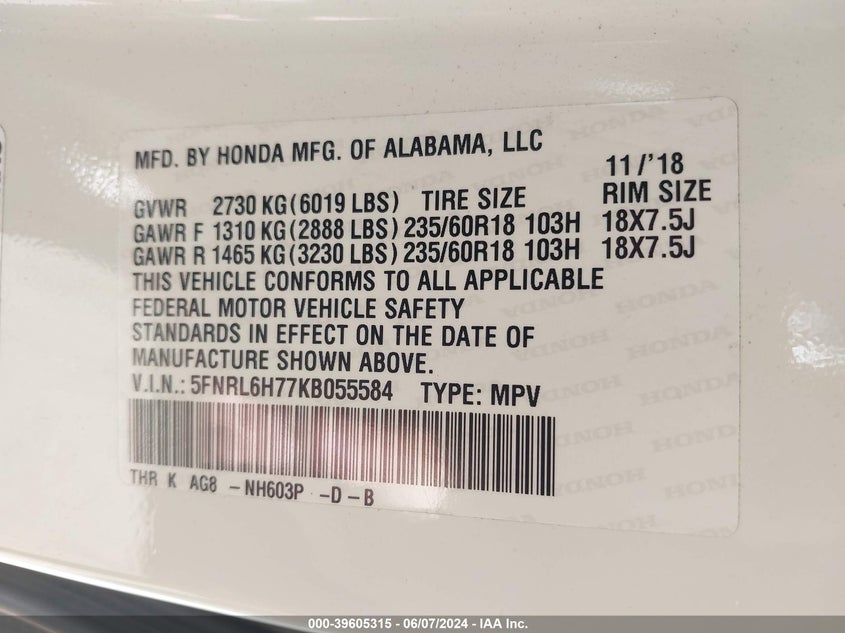 MFD. BY HONDA MFG. OF ALABAMA, LLC 11/'18
GVWR 2730 KG(6019 LBS) TIRE SIZE RIM SIZE
GAWR F 1310 KG(2888 LBS) 235/60R18 103H 18X7.5J
GAWR R 1465 KG(3230 LBS) 235/60R18 103H 18X7.5J
THIS VEHICLE CONFORMS TO ALL APPLICABLE
FEDERAL MOTOR VEHICLE SAFETY
STANDARDS IN EFFECT ON THE DATE OF
MANUFACTURE SHOWN ABOVE.
V.I.N.: 5FNRL6H77KB055584 TYPE: MPV
THR K AG8 -NH603P -D-B
HONDA
000-39605315 | 06/07/2024 - IAA Inc.